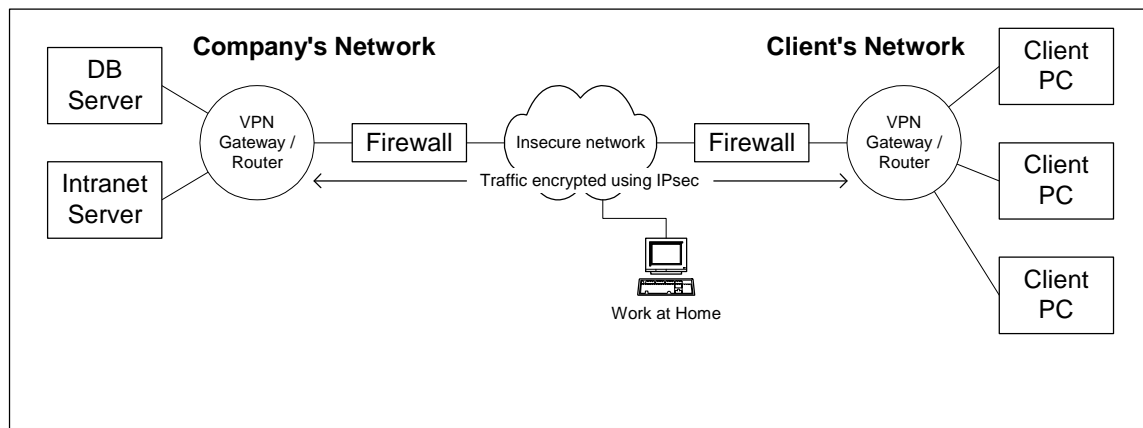 Company's Network
Client's Network
DB
Server
Intranet
Server
VPN
Gateway /
Router
Firewall
Insecure network
Firewall
VPN
Gateway /
Router
Traffic encrypted using IPsec
Work at Home
Client
PC
Client
PC
Client
PC